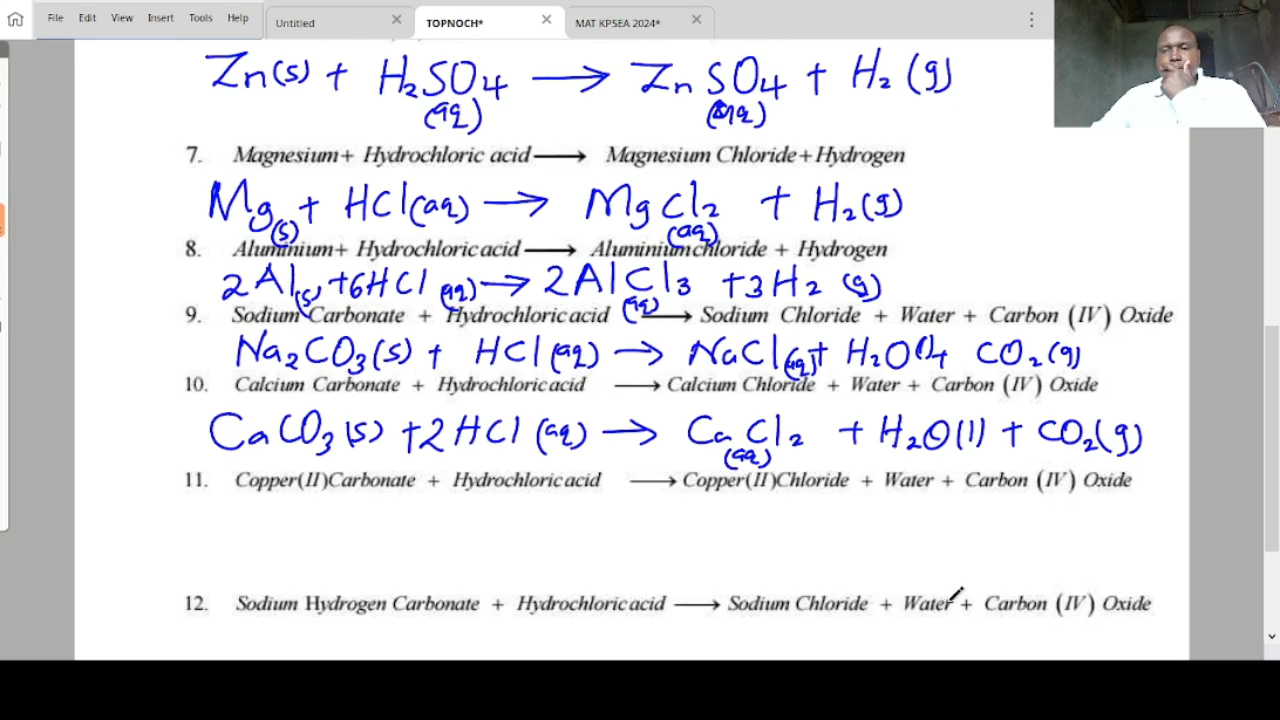 File Edit View Insert Tools Help Untitled TOPNOCH* MAT KPSEA 2024*
Zn(s) + H₂SO₄ (aq) → ZnSO₄ (aq) + H₂ (g)
7. Magnesium+ Hydrochloric acid → Magnesium Chloride+Hydrogen
Mg(s) + HCl(aq) → MgCl₂ (aq) + H₂(g)
8. Aluminium+ Hydrochloric acid → Aluminium chloride + Hydrogen
2Al(s) +6HCl (aq) → 2AlCl₃ (aq) +3H₂ (g)
9. Sodium Carbonate + Hydrochloric acid → Sodium Chloride + Water + Carbon (IV) Oxide
Na₂CO₃(s) + HCl(aq) → NaCl(aq)+ H₂O(l)+ CO₂(g)
10. Calcium Carbonate + Hydrochloric acid → Calcium Chloride + Water + Carbon (IV) Oxide
CaCO₃(s) +2HCl (aq) → CaCl₂ (aq) + H₂O(l) + CO₂(g)
11. Copper(II)Carbonate + Hydrochloric acid → Copper(II)Chloride + Water + Carbon (IV) Oxide
12. Sodium Hydrogen Carbonate + Hydrochloric acid → Sodium Chloride + Water + Carbon (IV) Oxide